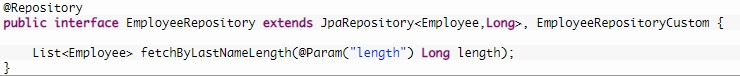 @Repository
public interface EmployeeRepository extends JpaRepository<Employee,Long>, EmployeeRepositoryCustom {
List<Employee> fetchByLastNameLength(@Param("length") Long length);
}